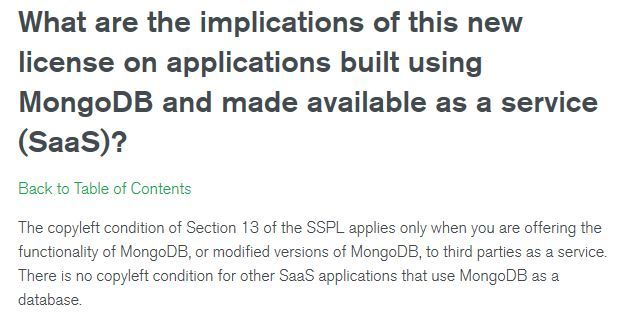 What are the implications of this new
license on applications built using
MongoDB and made available as a service
(SaaS)?
Back to Table of Contents
The copyleft condition of Section 13 of the SSPL applies only when you are offering the
functionality of MongoDB, or modified versions of MongoDB, to third parties as a service.
There is no copyleft condition for other SaaS applications that use MongoDB as a
database.